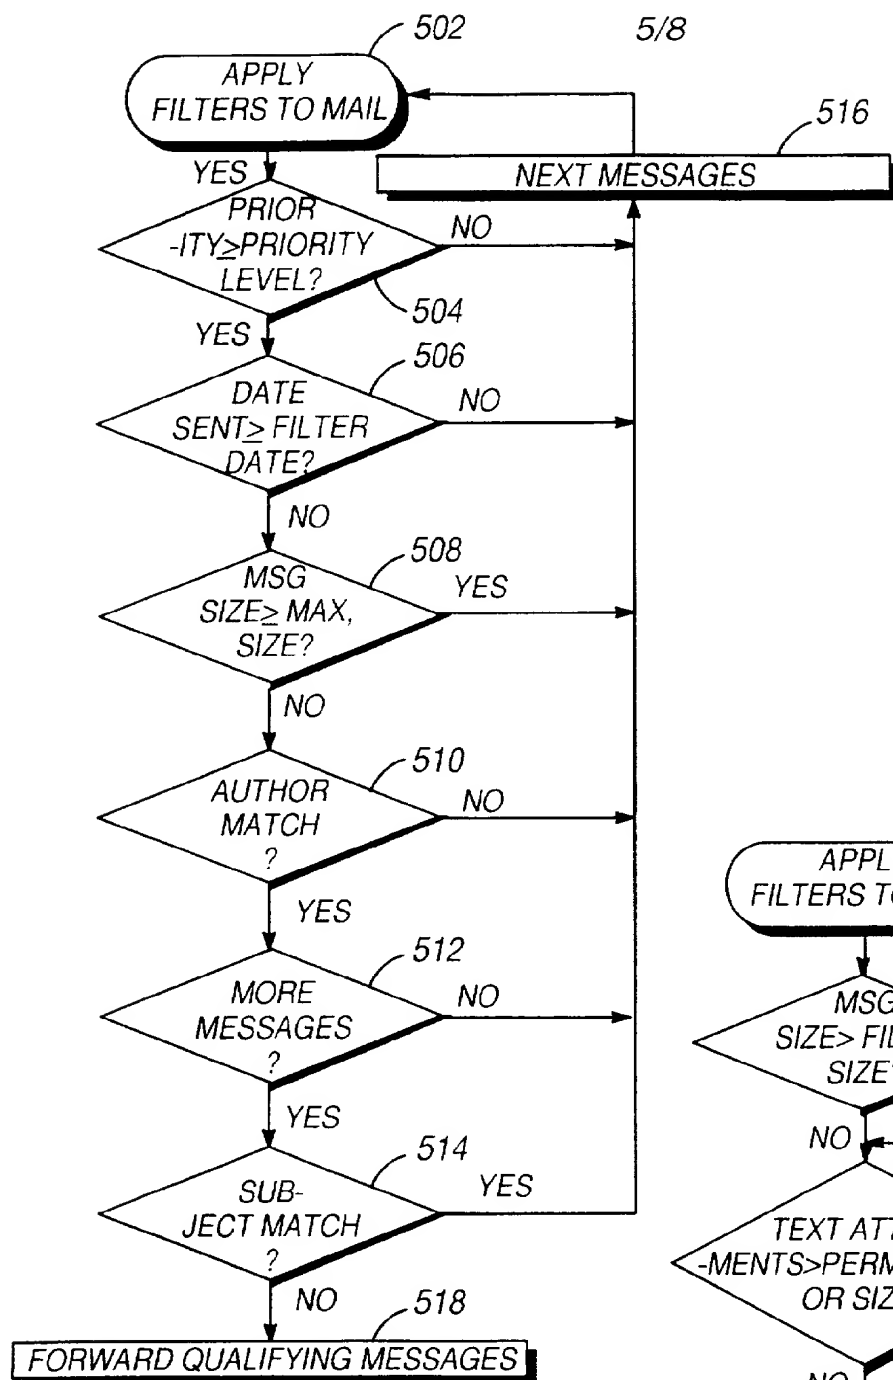 502
5/8
APPLY
FILTERS TO MAIL
516
YES
NEXT MESSAGES
PRIOR
-ITY≥PRIORITY
LEVEL?
NO
504
YES
506
DATE
SENT≥ FILTER
DATE?
NO
NO
508
MSG
SIZE≥ MAX,
SIZE?
YES
NO
510
AUTHOR
MATCH
?
NO
YES
512
MORE
MESSAGES
?
NO
YES
514
SUB-
JECT MATCH
?
YES
NO
518
FORWARD QUALIFYING MESSAGES
APPL
FILTERS TO
MSG
SIZE> FIL
SIZE
NO
TEXT ATT
-MENTS>PERM
OR SIZ
NO